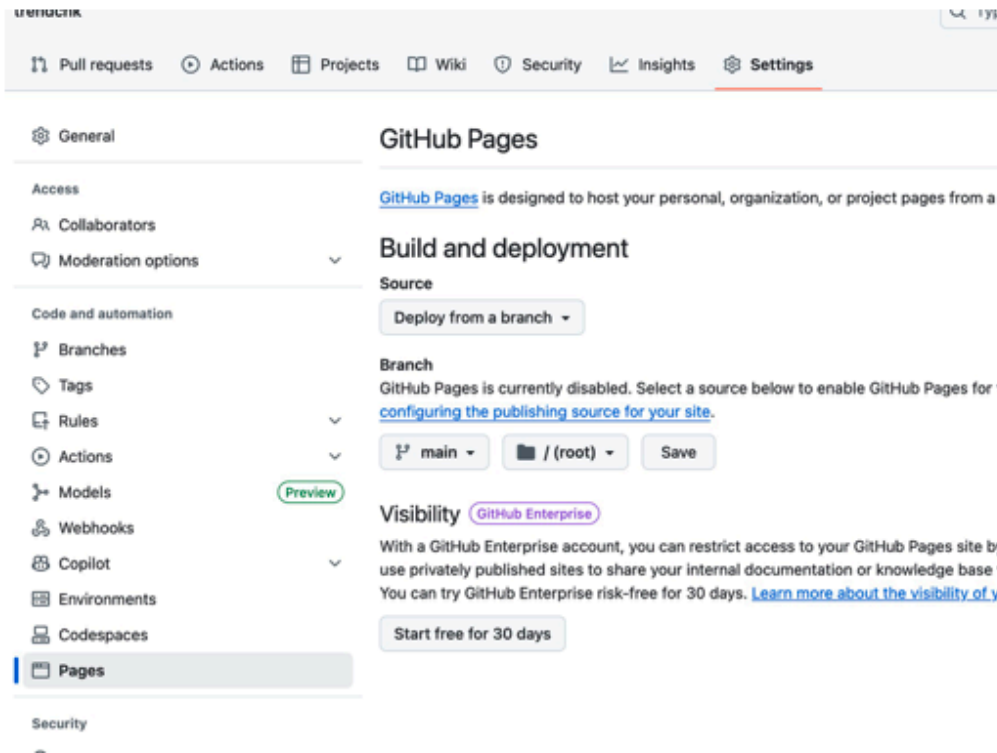 Pull requests Actions Projects Wiki Security Insights Settings
General
Access
Collaborators
Moderation options
Code and automation
Branches
Tags
Rules
Actions
Models Preview
Webhooks
Copilot
Environments
Codespaces
Pages
Security
GitHub Pages
GitHub Pages is designed to host your personal, organization, or project pages from a
Build and deployment
Source
Deploy from a branch
Branch
GitHub Pages is currently disabled. Select a source below to enable GitHub Pages for
configuring the publishing source for your site.
main / (root) Save
Visibility GitHub Enterprise
With a GitHub Enterprise account, you can restrict access to your GitHub Pages site by
use privately published sites to share your internal documentation or knowledge base
You can try GitHub Enterprise risk-free for 30 days. Learn more about the visibility of
Start free for 30 days